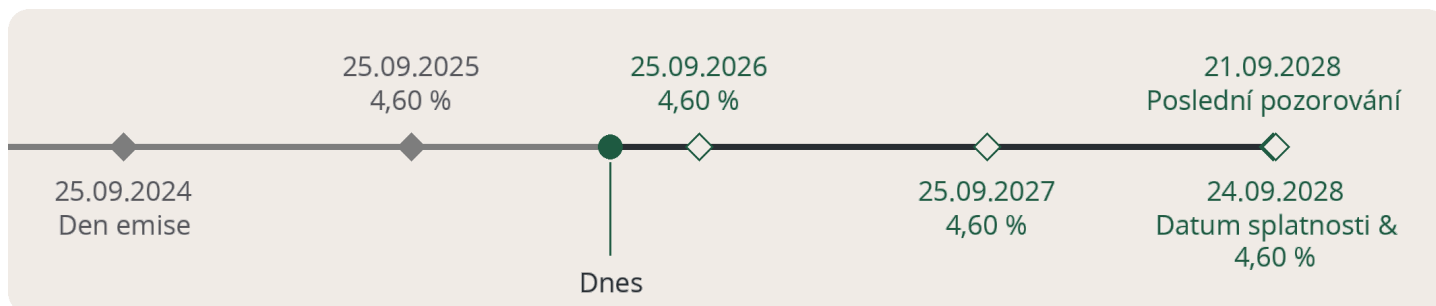 25.09.2024
Den emise
25.09.2025
4,60 %
Dnes
25.09.2026
4,60 %
25.09.2027
4,60 %
21.09.2028
Poslední pozorování
24.09.2028
Datum splatnosti &
4,60 %